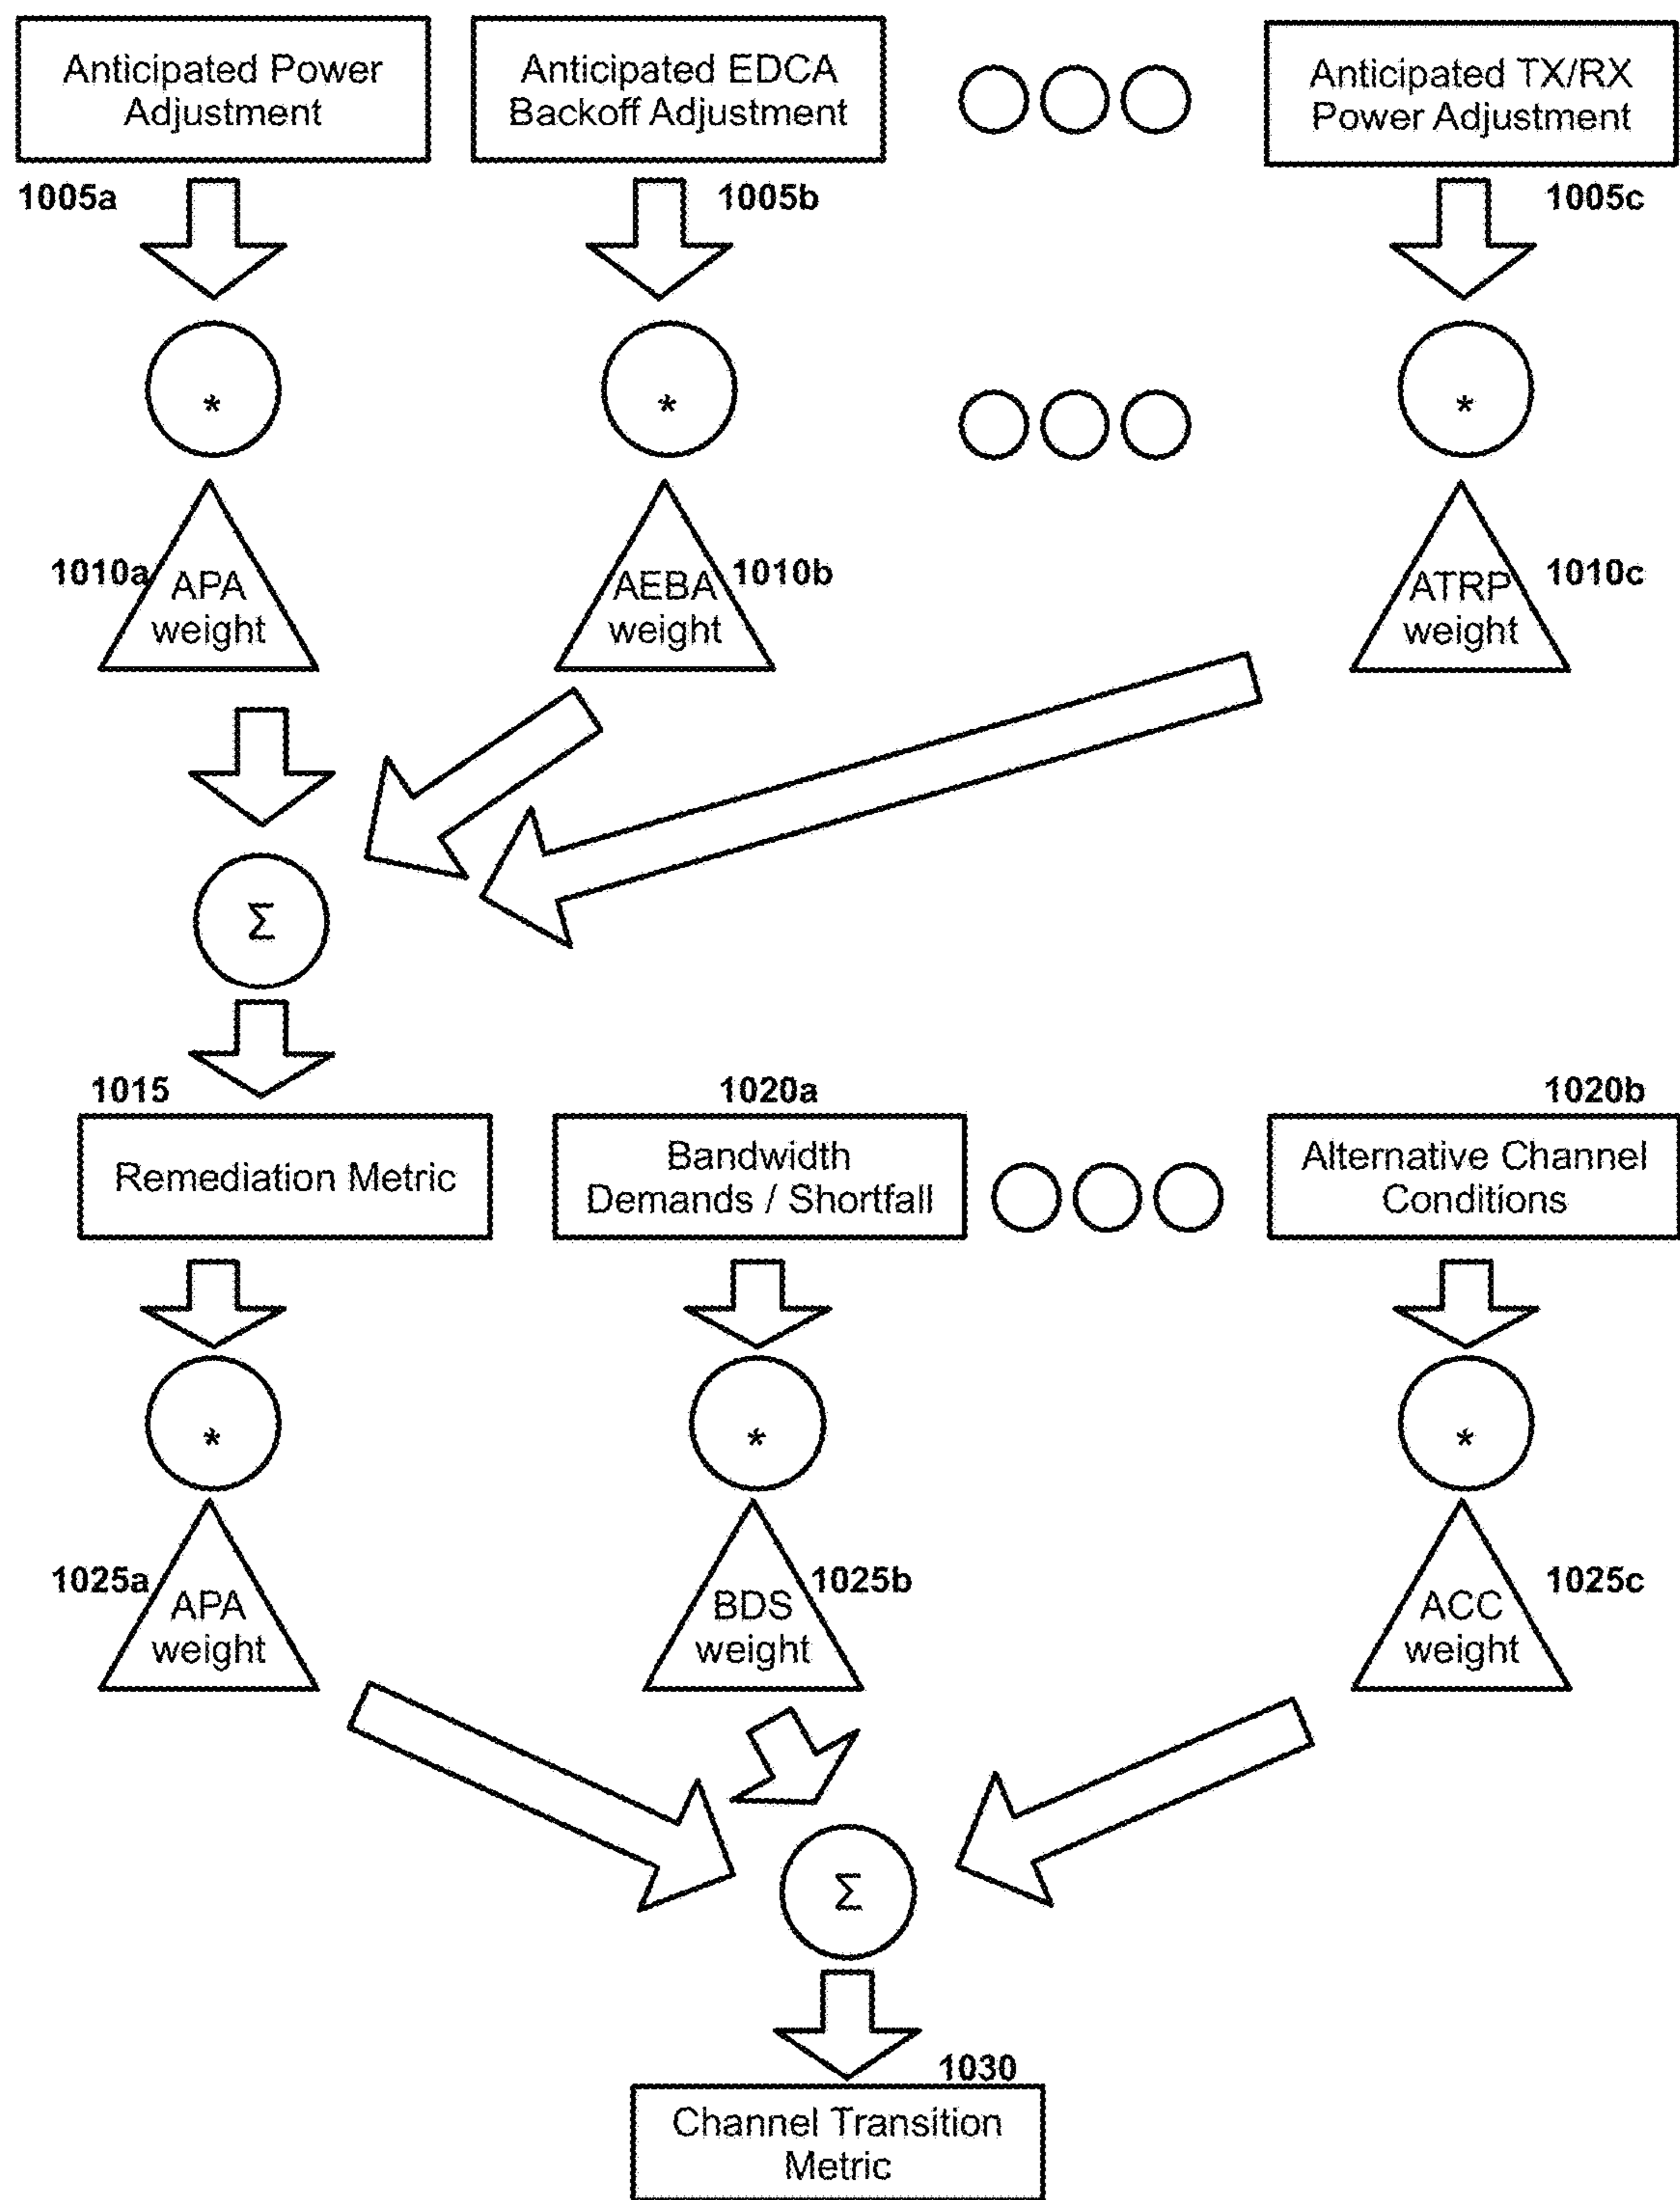 Anticipated Power
Adjustment
Anticipated EDCA
Backoff Adjustment
Anticipated TX/RX
Power Adjustment
1005a
1005b
1005c
*
*
*
1010a
APA
weight
AEBA
weight
1010b
ATRP
weight
1010c
Σ
1015
1020a
1020b
Remediation Metric
Bandwidth
Demands / Shortfall
Alternative Channel
Conditions
*
*
*
1025a
APA
weight
BDS
weight
1025b
ACC
weight
1025c
Σ
1030
Channel Transition
Metric